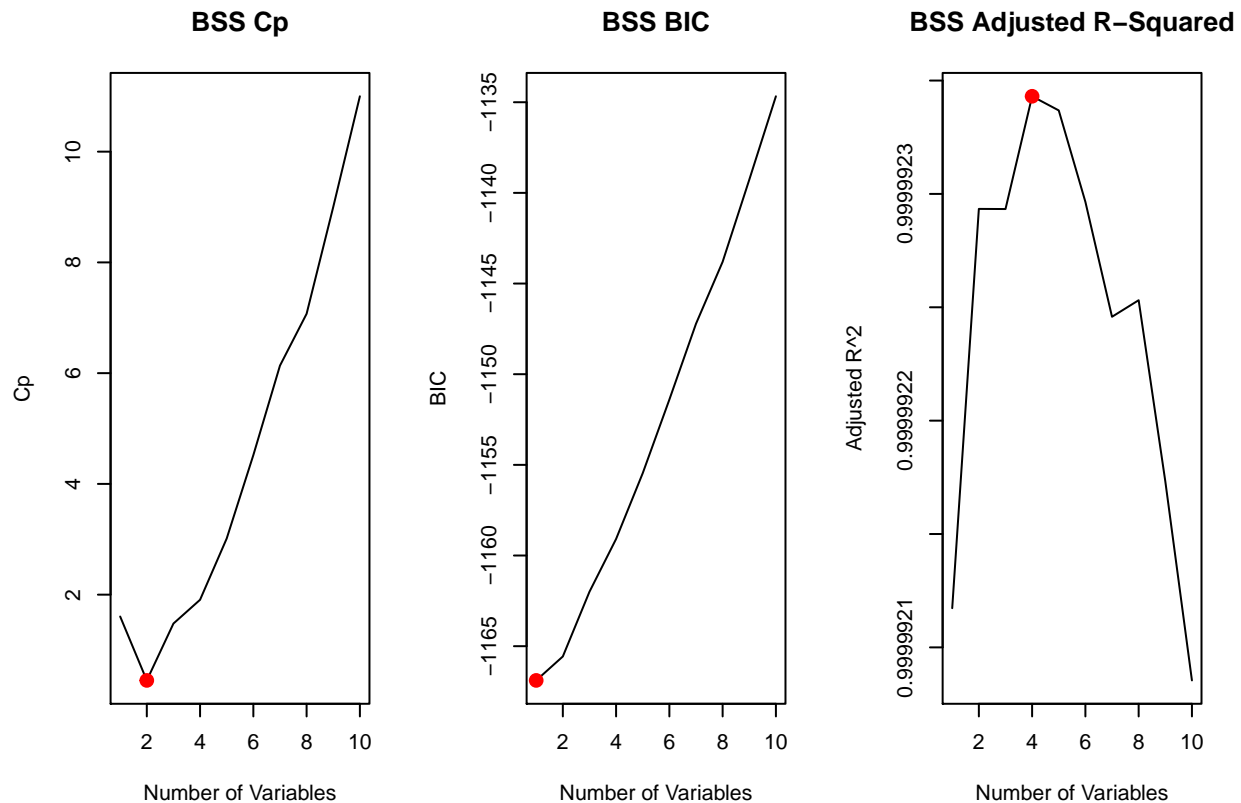 BSS Cp
Cp
10
8
6
4
2
2 4 6 8 10
Number of Variables
BSS BIC
BIC
−1135
−1140
−1145
−1150
−1155
−1160
−1165
2 4 6 8 10
Number of Variables
BSS Adjusted R−Squared
Adjusted R^2
0.9999923
0.9999922
0.9999921
2 4 6 8 10
Number of Variables